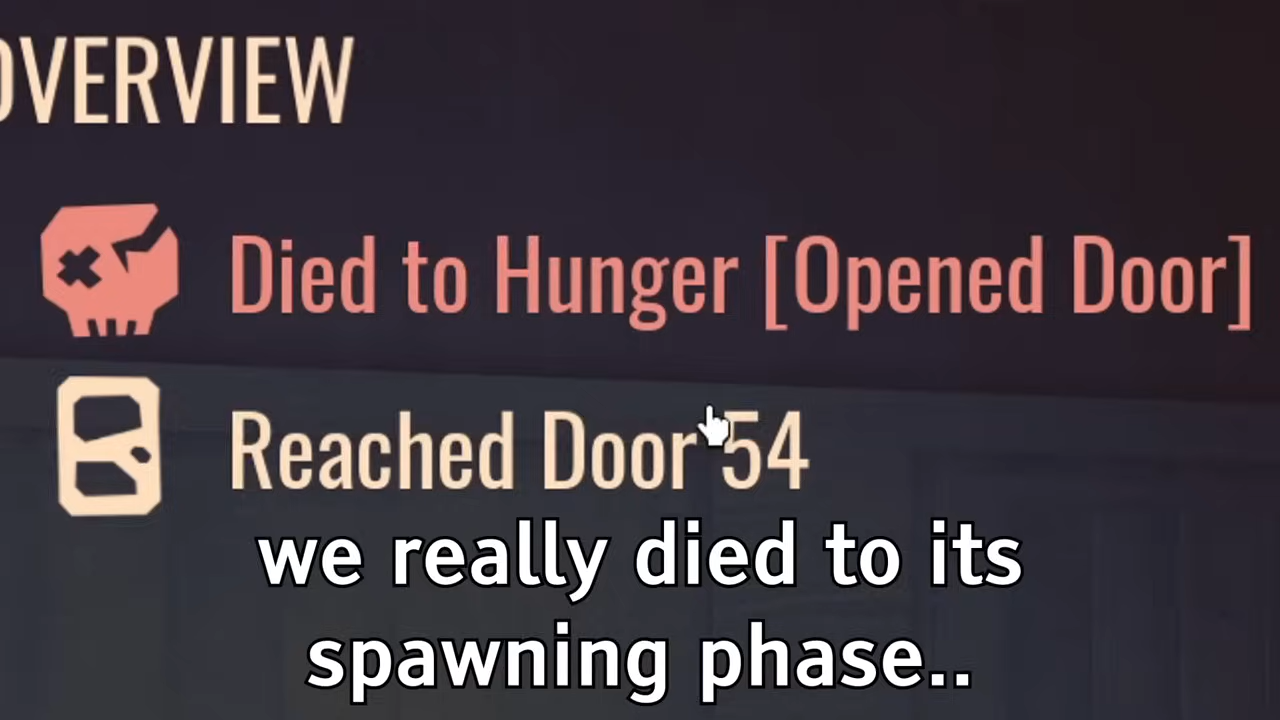 OVERVIEW
Died to Hunger [Opened Door]
Reached Door 54
we really died to its
spawning phase..